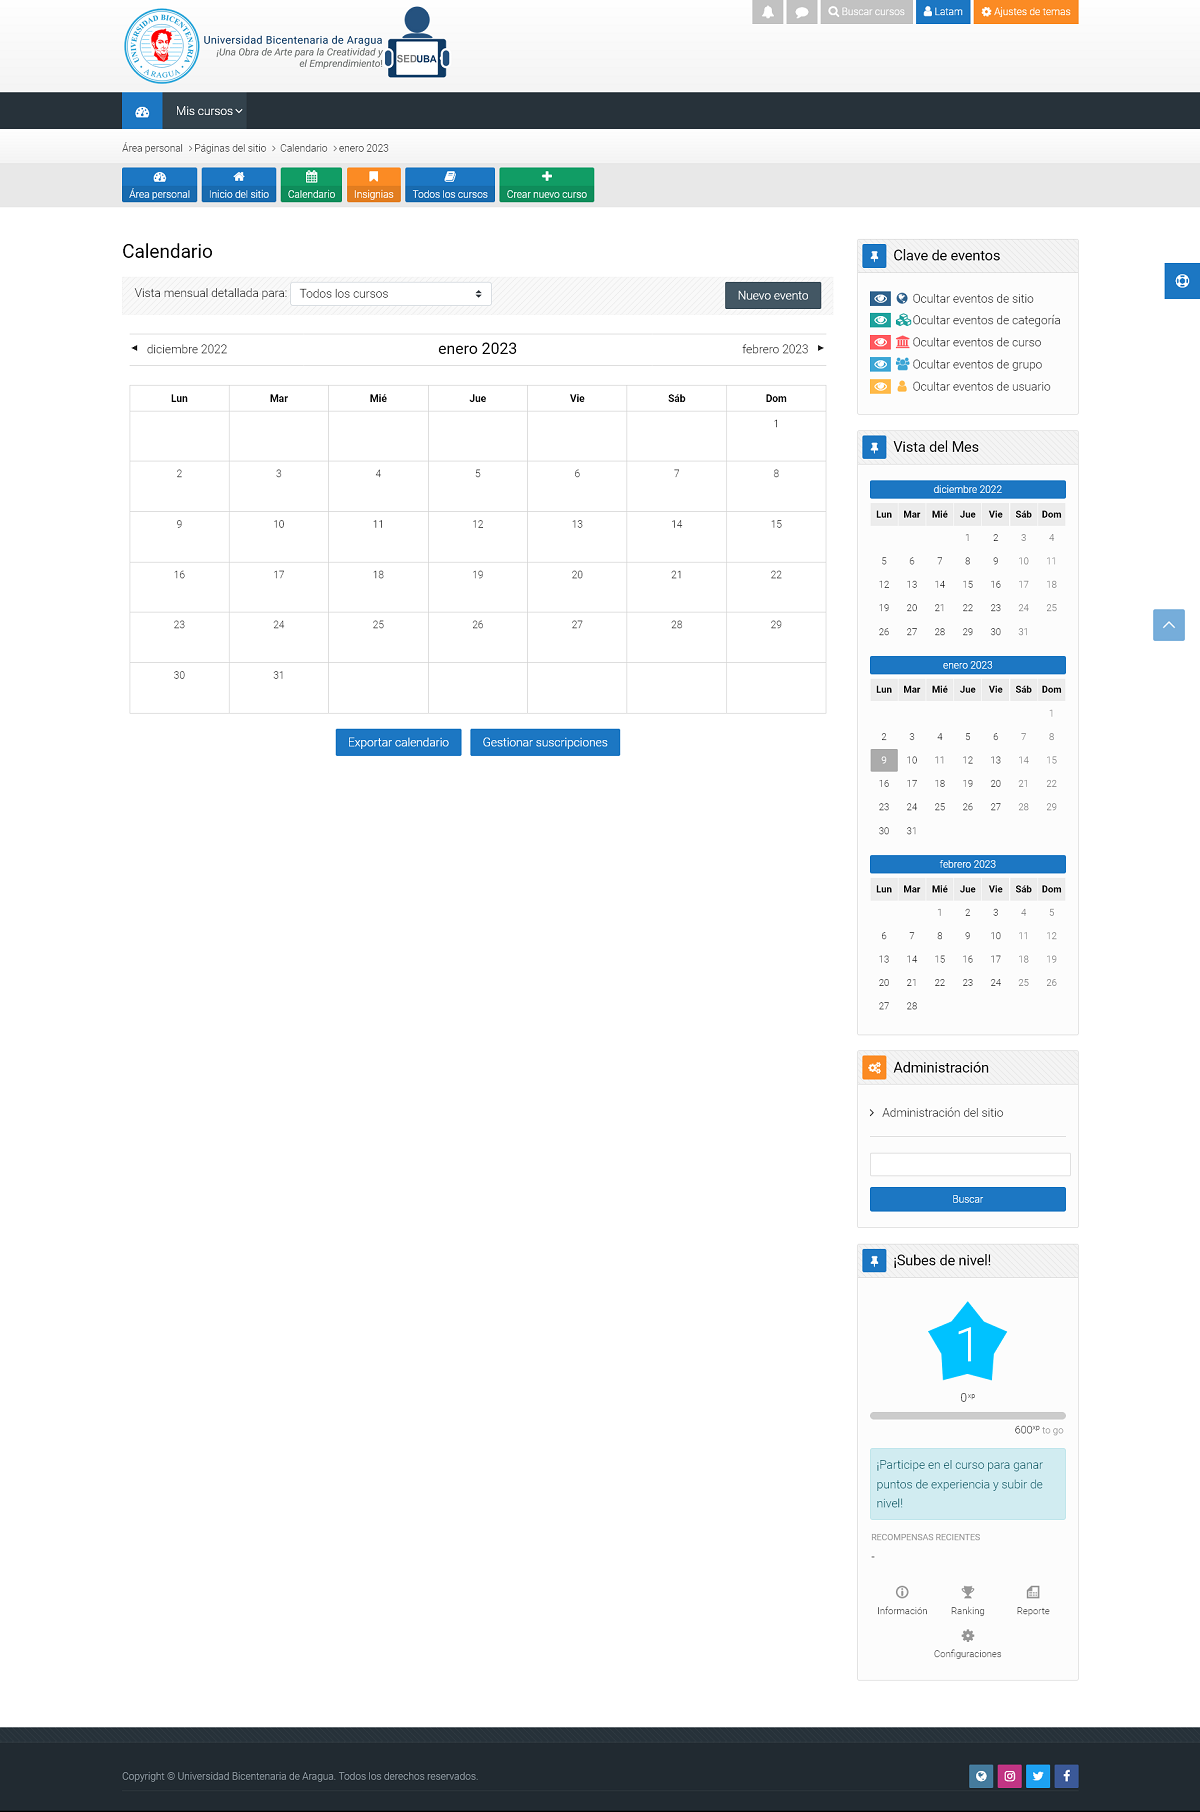 UNIVERSIDAD BICENTENARIA
ARAGUA
Universidad Bicentenaria de Aragua
¡Una Obra de Arte para la Creatividad y
el Emprendimiento!
SEDUBA
Buscar cursos
Latam
Ajustes de temas
Mis cursos
Área personal
Páginas del sitio
Calendario
enero 2023
Área personal
Inicio del sitio
Calendario
Insignias
Todos los cursos
Crear nuevo curso
Calendario
Vista mensual detallada para: Todos los cursos
Nuevo evento
◄ diciembre 2022 enero 2023 febrero 2023 ►
Lun Mar Mié Jue Vie Sáb Dom
1
2 3 4 5 6 7 8
9 10 11 12 13 14 15
16 17 18 19 20 21 22
23 24 25 26 27 28 29
30 31
Exportar calendario
Gestionar suscripciones
Clave de eventos
Ocultar eventos de sitio
Ocultar eventos de categoría
Ocultar eventos de curso
Ocultar eventos de grupo
Ocultar eventos de usuario
Vista del Mes
diciembre 2022
Lun Mar Mié Jue Vie Sáb Dom
1 2 3 4
5 6 7 8 9 10 11
12 13 14 15 16 17 18
19 20 21 22 23 24 25
26 27 28 29 30 31
enero 2023
Lun Mar Mié Jue Vie Sáb Dom
1
2 3 4 5 6 7 8
9 10 11 12 13 14 15
16 17 18 19 20 21 22
23 24 25 26 27 28 29
30 31
febrero 2023
Lun Mar Mié Jue Vie Sáb Dom
1 2 3 4 5
6 7 8 9 10 11 12
13 14 15 16 17 18 19
20 21 22 23 24 25 26
27 28
Administración
Administración del sitio
Buscar
¡Subes de nivel!
1
0xp
600xp to go
¡Participe en el curso para ganar
puntos de experiencia y subir de
nivel!
RECOMPENSAS RECIENTES
-
Información
Ranking
Reporte
Configuraciones
Copyright © Universidad Bicentenaria de Aragua. Todos los derechos reservados.